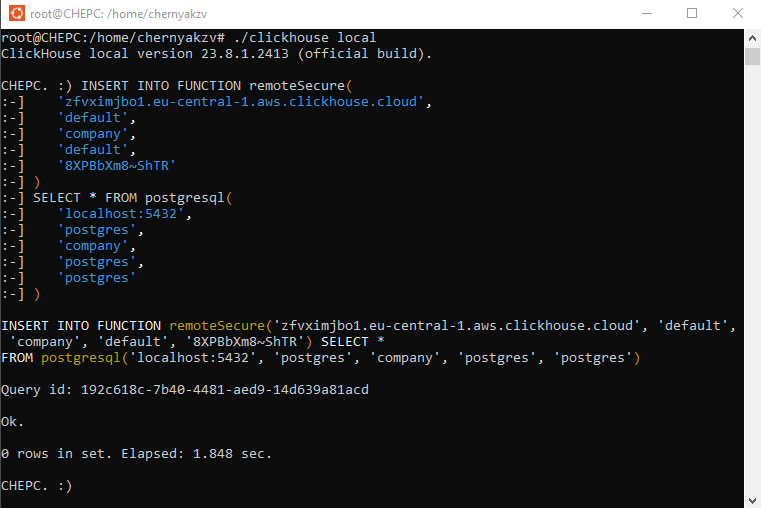 root@CHEPC: /home/chernyakzv
root@CHEPC:/home/chernyakzv# ./clickhouse local
ClickHouse local version 23.8.1.2413 (official build).
CHEPC. :) INSERT INTO FUNCTION remoteSecure(
:-]     'zfvximjbo1.eu-central-1.aws.clickhouse.cloud',
:-]     'default',
:-]     'company',
:-]     'default',
:-]     '8XPBbXm8~ShTR'
:-] )
:-] SELECT * FROM postgresql(
:-]     'localhost:5432',
:-]     'postgres',
:-]     'company',
:-]     'postgres',
:-]     'postgres'
:-] )
INSERT INTO FUNCTION remoteSecure('zfvximjbo1.eu-central-1.aws.clickhouse.cloud', 'default',
 'company', 'default', '8XPBbXm8~ShTR') SELECT *
FROM postgresql('localhost:5432', 'postgres', 'company', 'postgres', 'postgres')
Query id: 192c618c-7b40-4481-aed9-14d639a81acd
Ok.
0 rows in set. Elapsed: 1.848 sec.
CHEPC. :)